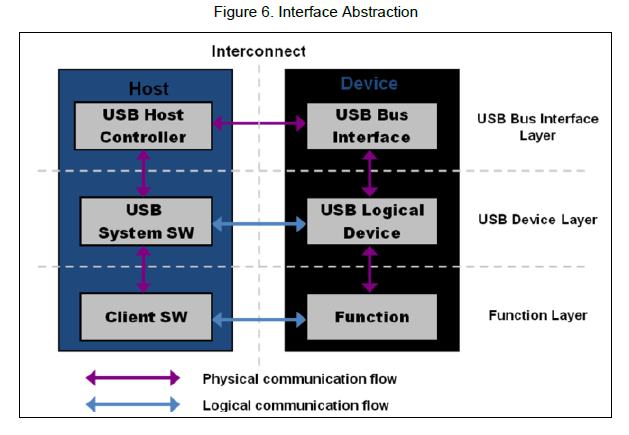 Figure 6. Interface Abstraction
Interconnect
Host
Device
USB Host
Controller
USB Bus
Interface
USB Bus Interface
Layer
USB
System SW
USB Logical
Device
USB Device Layer
Client SW
Function
Function Layer
Physical communication flow
Logical communication flow